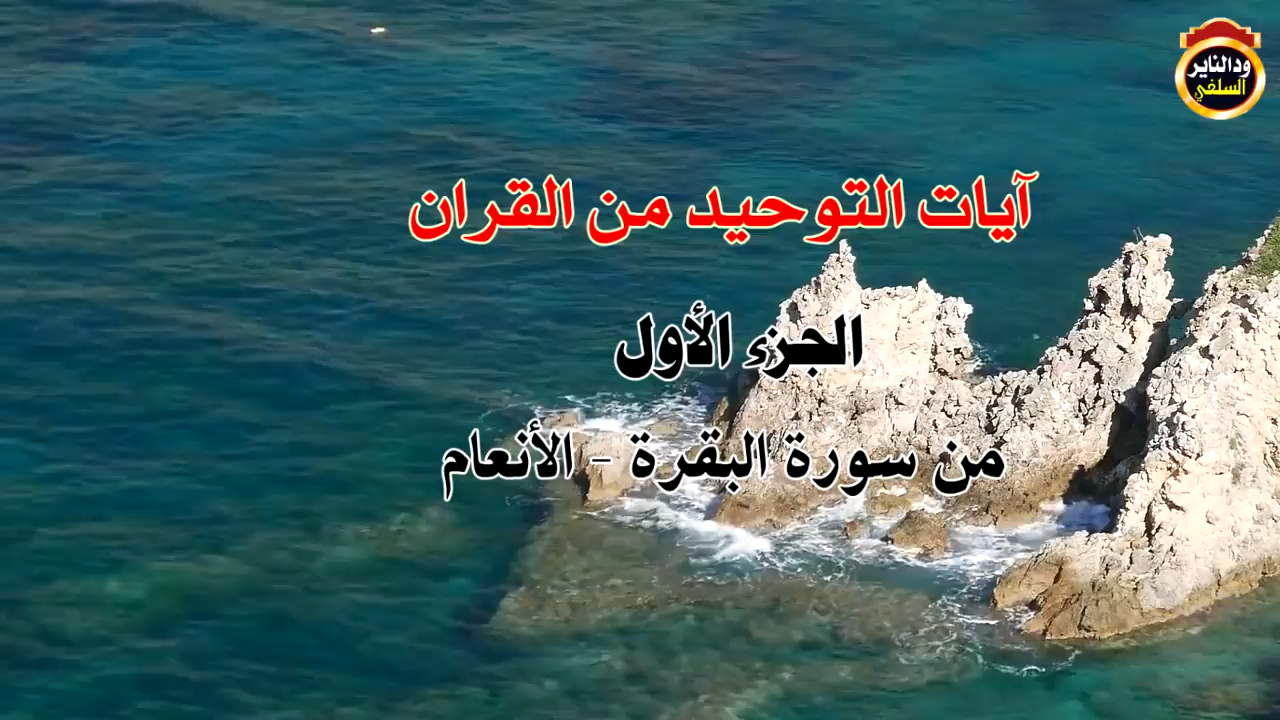 ودالناير
السلفي
آيات التوحيد من القران
الجزء الأول
من سورة البقرة - الأنعام